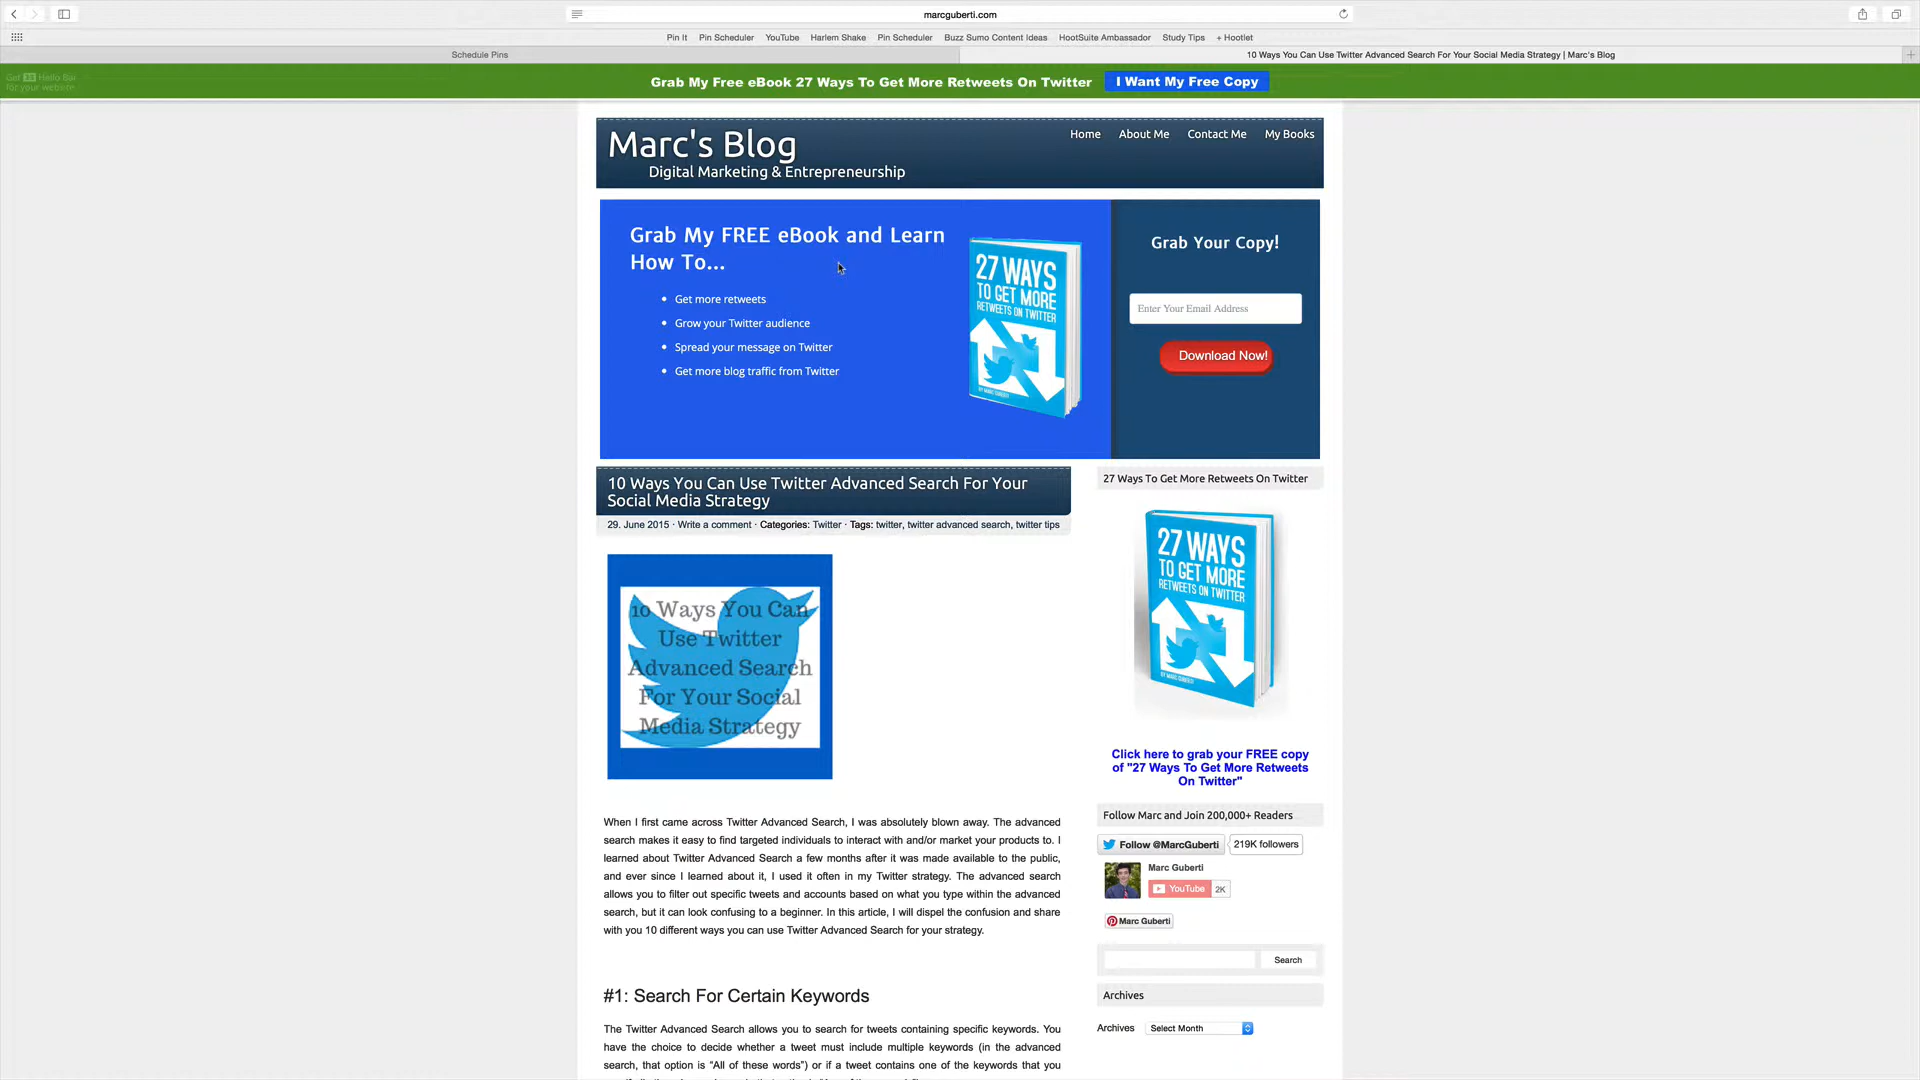 marcguberti.com
Pin It Pin Scheduler YouTube Harlem Shake Pin Scheduler Buzz Sumo Content Ideas HootSuite Ambassador Study Tips + Hootlet
Schedule Pins
10 Ways You Can Use Twitter Advanced Search For Your Social Media Strategy | Marc's Blog
Grab My Free eBook 27 Ways To Get More Retweets On Twitter I Want My Free Copy
Marc's Blog
Digital Marketing & Entrepreneurship
Home About Me Contact Me My Books
Grab My FREE eBook and Learn
How To...
• Get more retweets
• Grow your Twitter audience
• Spread your message on Twitter
• Get more blog traffic from Twitter
27 WAYS
TO GET MORE
RETWEETS ON TWITTER
BY MARC GUBERTI
Grab Your Copy!
Enter Your Email Address
Download Now!
10 Ways You Can Use Twitter Advanced Search For Your
Social Media Strategy
29. June 2015 · Write a comment · Categories: Twitter · Tags: twitter, twitter advanced search, twitter tips
10 Ways You Can
Use Twitter
Advanced Search
For Your Social
Media Strategy
When I first came across Twitter Advanced Search, I was absolutely blown away. The advanced
search makes it easy to find targeted individuals to interact with and/or market your products to. I
learned about Twitter Advanced Search a few months after it was made available to the public,
and ever since I learned about it, I used it often in my Twitter strategy. The advanced search
allows you to filter out specific tweets and accounts based on what you type within the advanced
search, but it can look confusing to a beginner. In this article, I will dispel the confusion and share
with you 10 different ways you can use Twitter Advanced Search for your strategy.
#1: Search For Certain Keywords
The Twitter Advanced Search allows you to search for tweets containing specific keywords. You
have the choice to decide whether a tweet must include multiple keywords (in the advanced
search, that option is “All of these words”) or if a tweet contains one of the keywords that you
27 Ways To Get More Retweets On Twitter
27 WAYS
TO GET MORE
RETWEETS ON TWITTER
BY MARC GUBERTI
Click here to grab your FREE copy
of "27 Ways To Get More Retweets
On Twitter"
Follow Marc and Join 200,000+ Readers
Follow @MarcGuberti 219K followers
Marc Guberti
YouTube 2K
Marc Guberti
Search
Archives
Archives Select Month